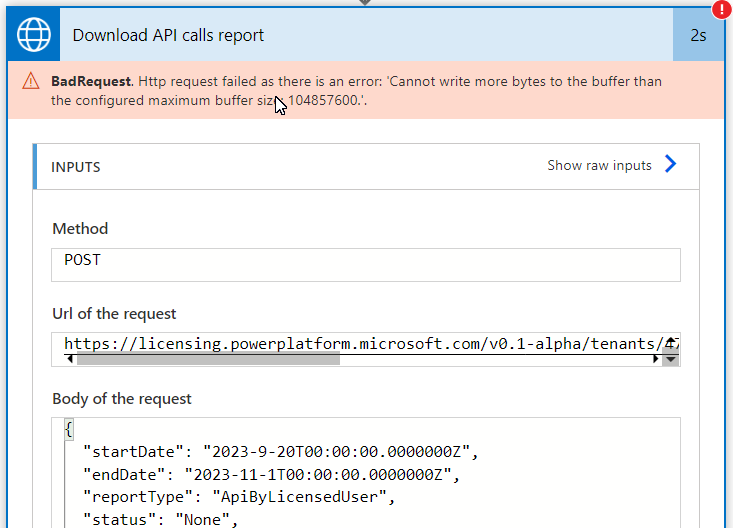 Download API calls report
2s
BadRequest. Http request failed as there is an error: 'Cannot write more bytes to the buffer than
the configured maximum buffer size: 104857600.'.
INPUTS
Show raw inputs
Method
POST
Url of the request
https://licensing.powerplatform.microsoft.com/v0.1-alpha/tenants/47
Body of the request
{
"startDate": "2023-9-20T00:00:00.0000000Z",
"endDate": "2023-11-1T00:00:00.0000000Z",
"reportType": "ApiByLicensedUser",
"status": "None",